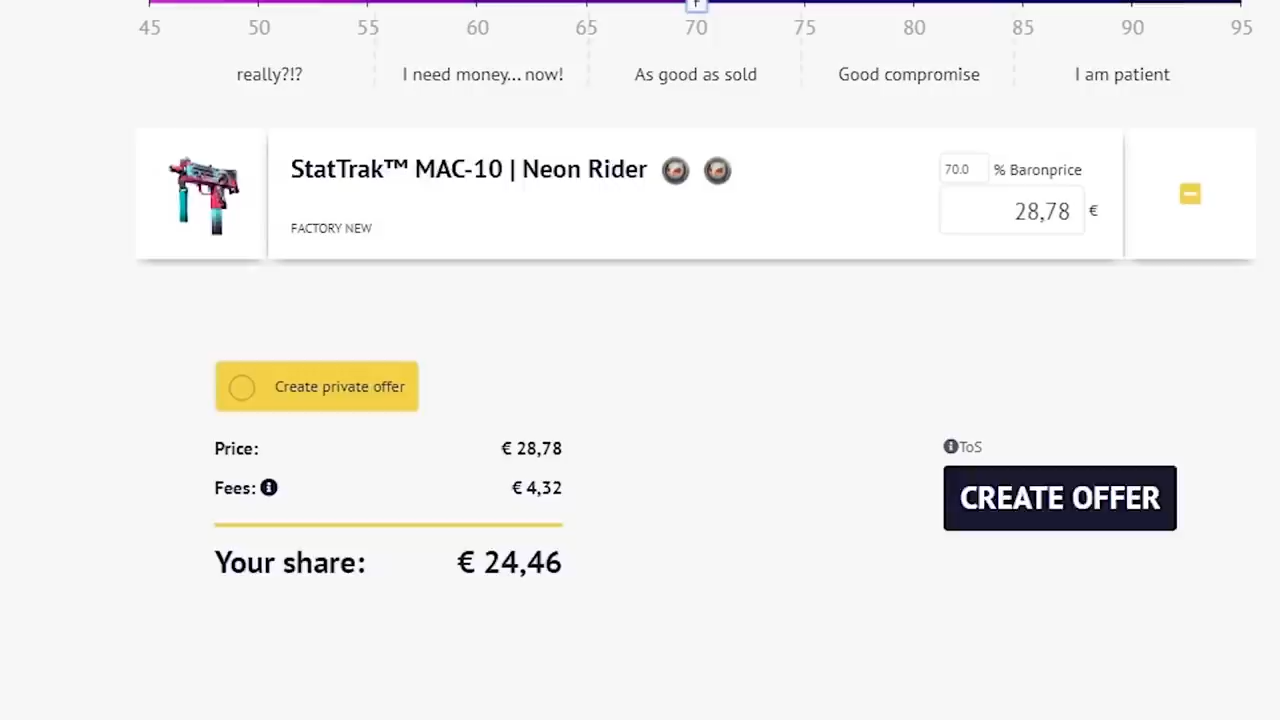 45 50 55 60 65 70 75 80 85 90 95
really?!? I need money... now! As good as sold Good compromise I am patient
StatTrak™ MAC-10 | Neon Rider
70.0 % Baronprice
28,78 €
FACTORY NEW
Create private offer
Price: € 28,78
Fees: € 4,32
Your share: € 24,46
ToS
CREATE OFFER